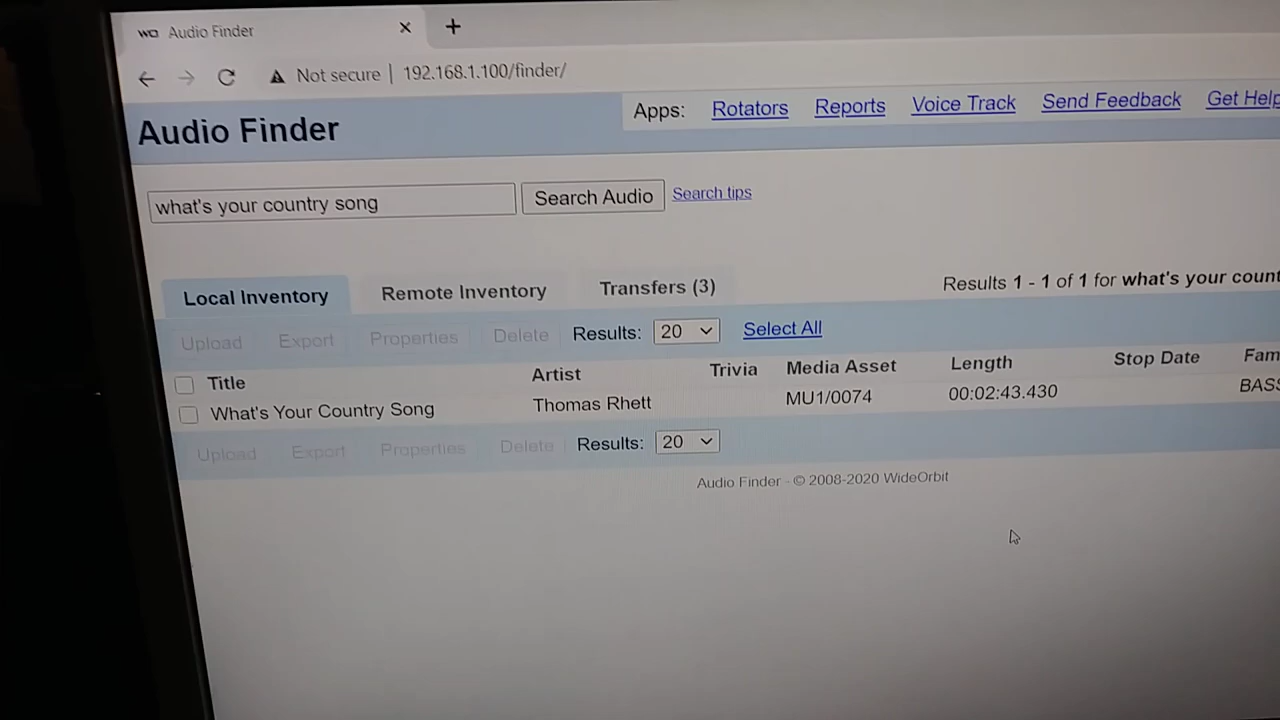 WO Audio Finder
Not secure | 192.168.1.100/finder/
Audio Finder
Apps: Rotators Reports Voice Track Send Feedback Get Help
what's your country song Search Audio Search tips
Local Inventory Remote Inventory Transfers (3) Results 1 - 1 of 1 for what's your
Upload Export Properties Delete Results: 20 Select All
Title Artist Trivia Media Asset Length Stop Date
What's Your Country Song Thomas Rhett MU1/0074 00:02:43.430
Upload Export Properties Delete Results: 20
Audio Finder - © 2008-2020 WideOrbit